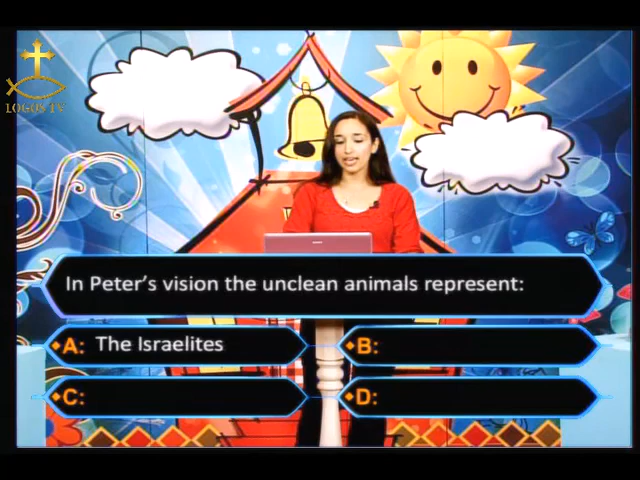 LOGOS TV
In Peter's vision the unclean animals represent:
A: The Israelites
B:
C:
D: